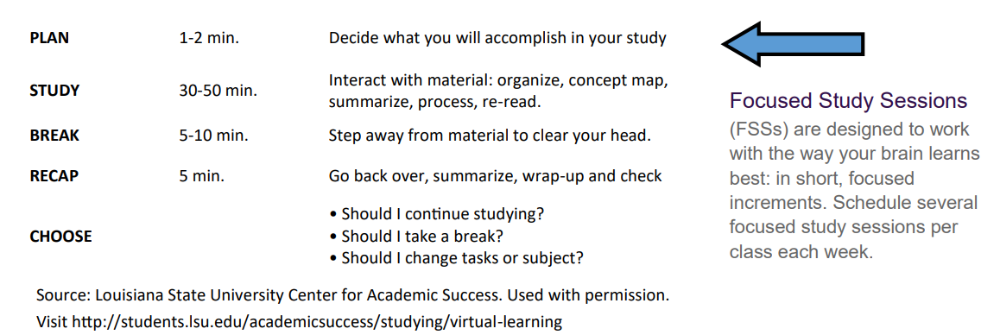 PLAN 1-2 min. Decide what you will accomplish in your study
STUDY 30-50 min. Interact with material: organize, concept map,
summarize, process, re-read.
BREAK 5-10 min. Step away from material to clear your head.
RECAP 5 min. Go back over, summarize, wrap-up and check
CHOOSE
• Should I continue studying?
• Should I take a break?
• Should I change tasks or subject?
Source: Louisiana State University Center for Academic Success. Used with permission.
Visit http://students.lsu.edu/academicsuccess/studying/virtual-learning
Focused Study Sessions
(FSSs) are designed to work
with the way your brain learns
best: in short, focused
increments. Schedule several
focused study sessions per
class each week.